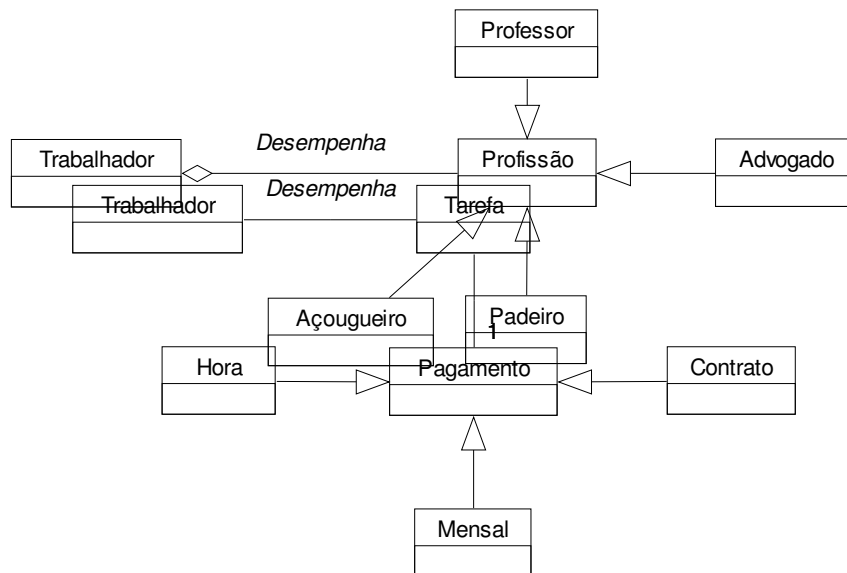 Professor
Desempenha
Trabalhador
Profissão
Advogado
Desempenha
Trabalhador
Tarefa
Açougueiro
Padeiro
1
Hora
Pagamento
Contrato
Mensal